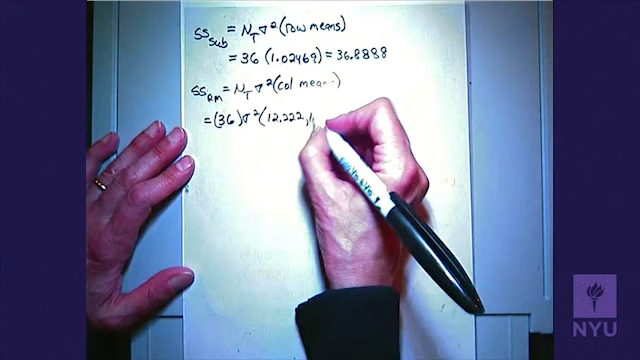 SS_sub = N_T σ²(row means)
= 36 (1.02469) = 36.8888
SS_RM = N_T σ²(col means)
= (36) σ²(12.222,
NYU